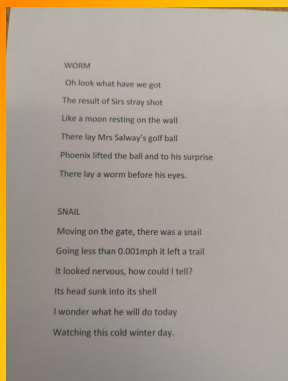 WORM
Oh look what have we got
The result of Sirs stray shot
Like a moon resting on the wall
There lay Mrs Salway's golf ball
Phoenix lifted the ball and to his surprise
There lay a worm before his eyes.
SNAIL
Moving on the gate, there was a snail
Going less than 0.001mph it left a trail
It looked nervous, how could I tell?
Its head sunk into its shell
I wonder what he will do today
Watching this cold winter day.